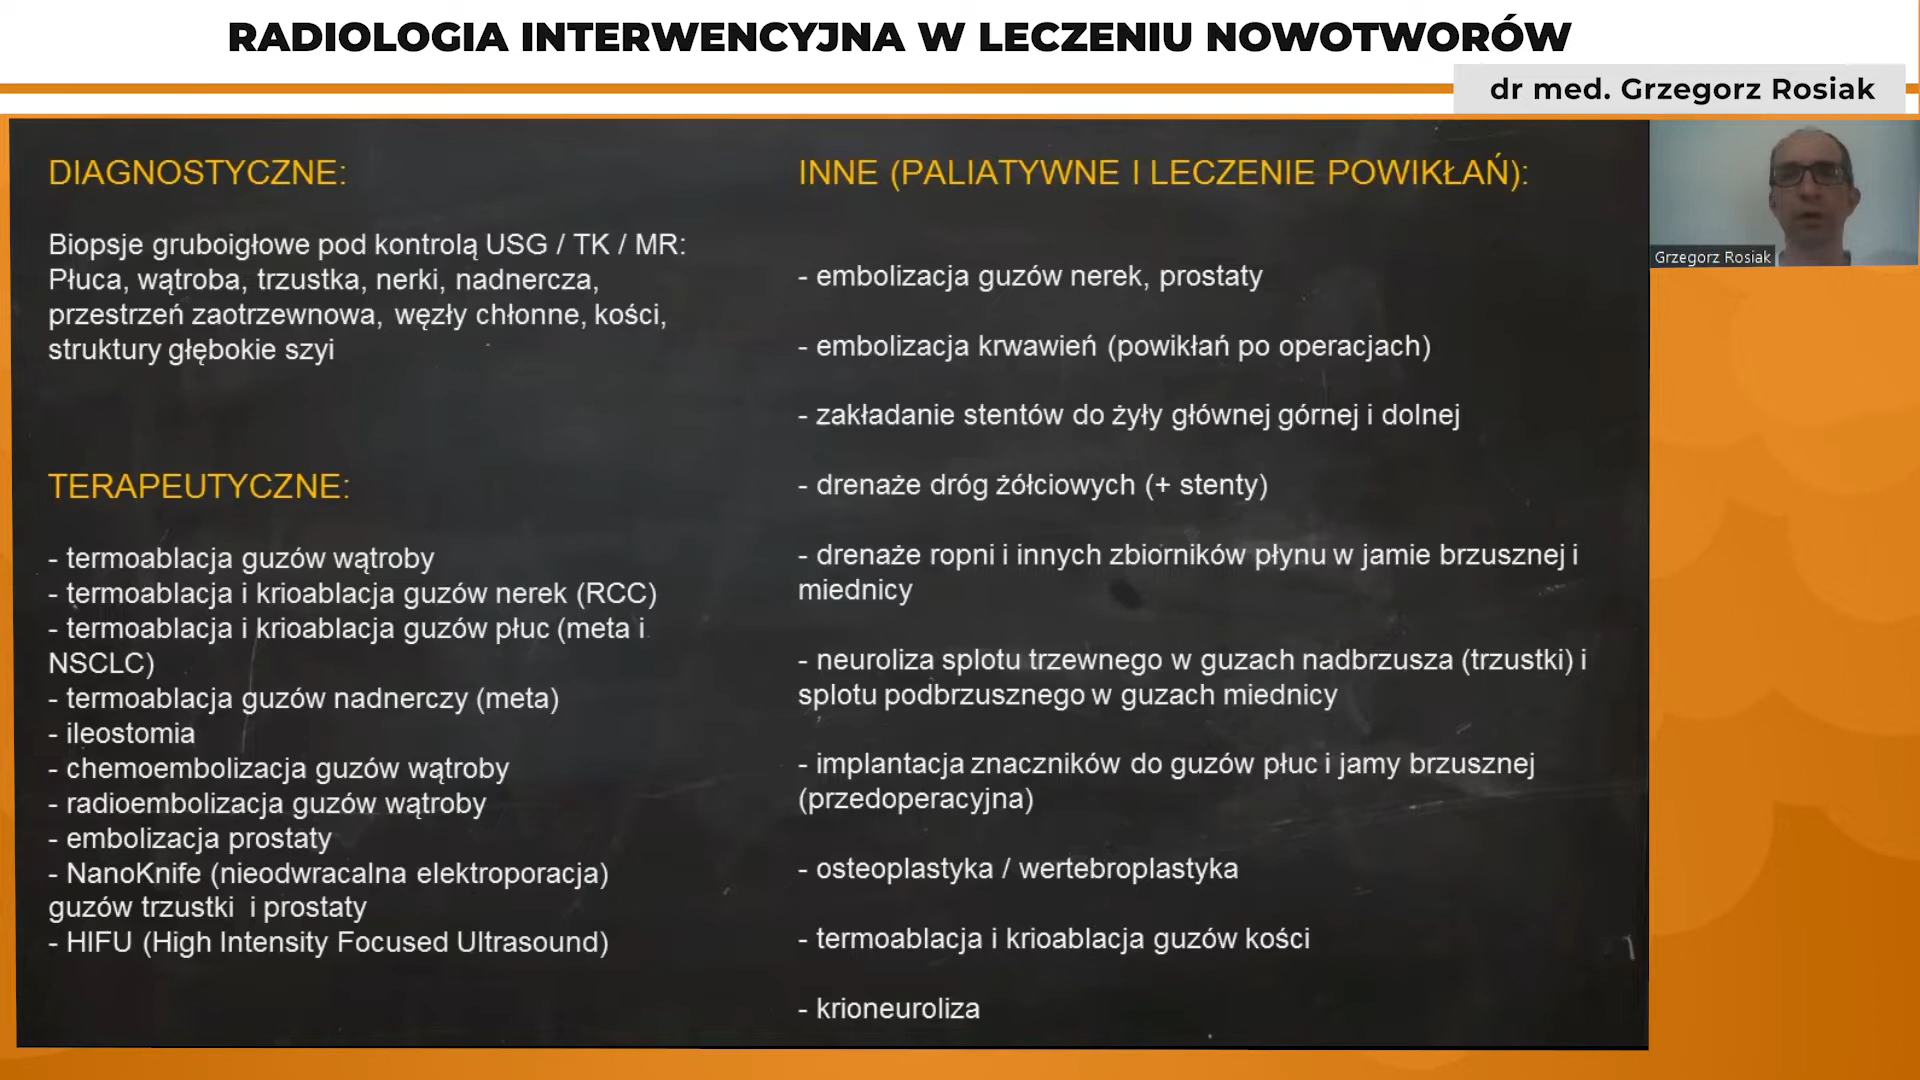 RADIOLOGIA INTERWENCYJNA W LECZENIU NOWOTWORÓW
dr med. Grzegorz Rosiak
DIAGNOSTYCZNE:
Biopsje gruboigłowe pod kontrolą USG / TK / MR:
Płuca, wątroba, trzustka, nerki, nadnercza,
przestrzeń zaotrzewnowa, węzły chłonne, kości,
struktury głębokie szyi
TERAPEUTYCZNE:
- termoablacja guzów wątroby
- termoablacja i krioablacja guzów nerek (RCC)
- termoablacja i krioablacja guzów płuc (meta i
NSCLC)
- termoablacja guzów nadnerczy (meta)
- ileostomia
- chemoembolizacja guzów wątroby
- radioembolizacja guzów wątroby
- embolizacja prostaty
- NanoKnife (nieodwracalna elektroporacja)
guzów trzustki i prostaty
- HIFU (High Intensity Focused Ultrasound)
INNE (PALIATYWNE I LECZENIE POWIKŁAŃ):
- embolizacja guzów nerek, prostaty
- embolizacja krwawień (powikłań po operacjach)
- zakładanie stentów do żyły głównej górnej i dolnej
- drenaże dróg żółciowych (+ stenty)
- drenaże ropni i innych zbiorników płynu w jamie brzusznej i
miednicy
- neuroliza splotu trzewnego w guzach nadbrzusza (trzustki) i
splotu podbrzusznego w guzach miednicy
- implantacja znaczników do guzów płuc i jamy brzusznej
(przedoperacyjna)
- osteoplastyka / wertebroplastyka
- termoablacja i krioablacja guzów kości
- krioneuroliza
Grzegorz Rosiak